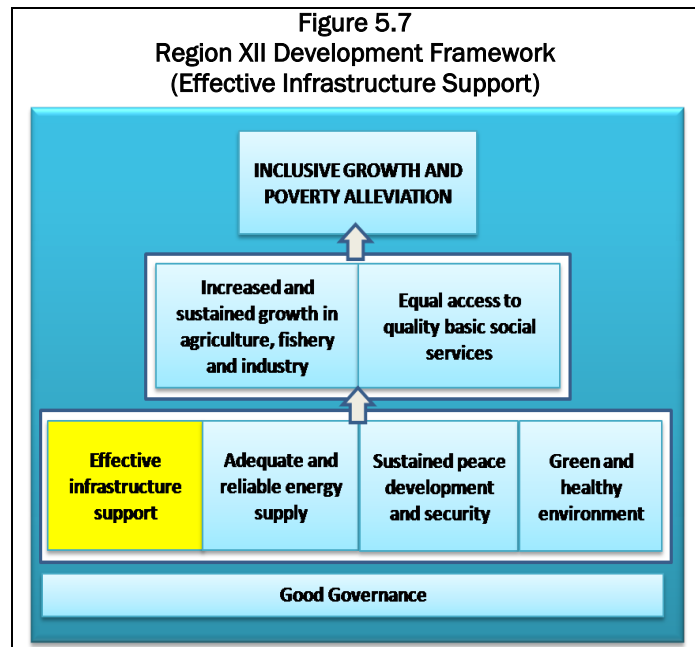 Figure 5.7
Region XII Development Framework
(Effective Infrastructure Support)
INCLUSIVE GROWTH AND
POVERTY ALLEVIATION
Increased and
sustained growth in
agriculture, fishery
and industry
Equal access to
quality basic social
services
Effective
infrastructure
support
Adequate and
reliable energy
supply
Sustained peace
development
and security
Green and
healthy
environment
Good Governance